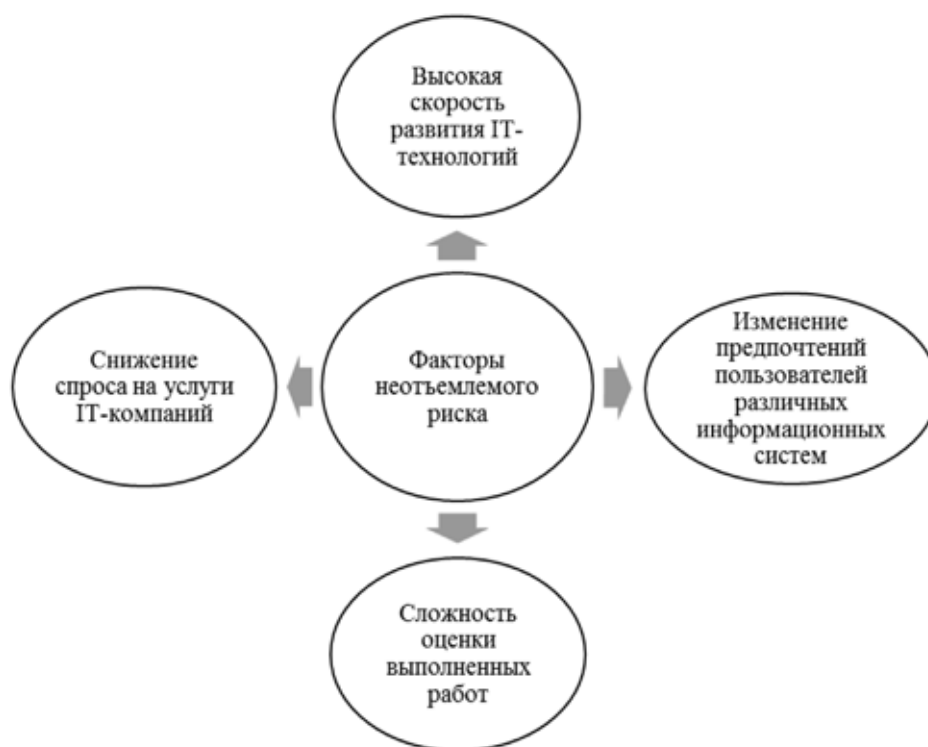 Высокая
скорость
развития IT-
технологий
Снижение
спроса на услуги
IT-компаний
Факторы
неотъемлемого
риска
Изменение
предпочтений
пользователей
различных
информационных
систем
Сложность
оценки
выполненных
работ